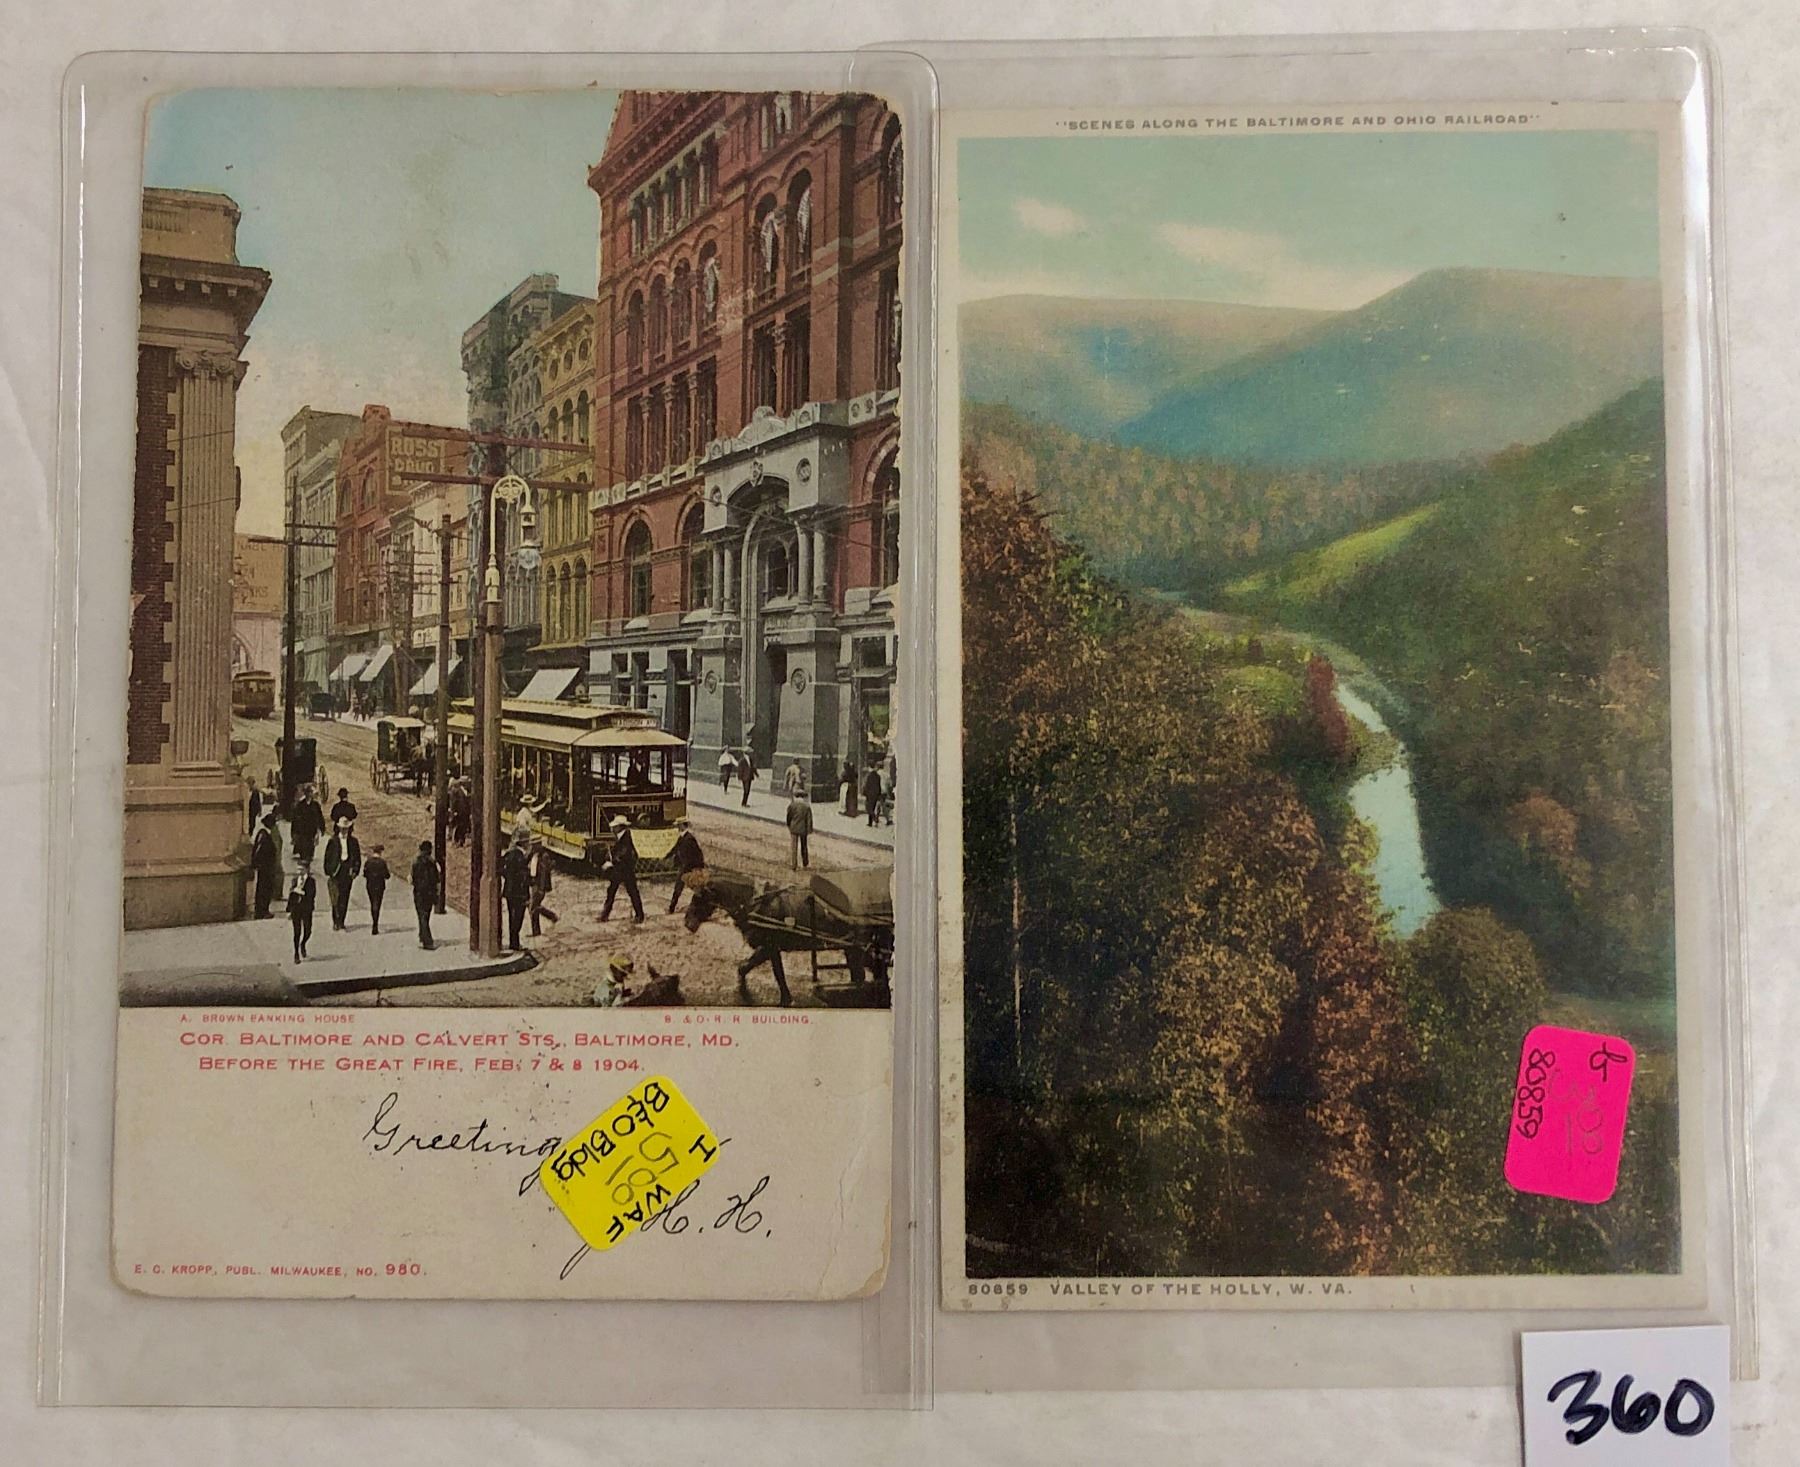 ROSS
DRUG
A. BROWN BANKING HOUSE
B. & O. R. R BUILDING.
COR. BALTIMORE AND CALVERT STS., BALTIMORE, MD.
BEFORE THE GREAT FIRE, FEB. 7 & 8 1904.
Greeting
H. H.
I
B&O Bldg
500
WAF
E. C. KROPP, PUBL. MILWAUKEE, NO. 980.
"SCENES ALONG THE BALTIMORE AND OHIO RAILROAD"
80859
80859 VALLEY OF THE HOLLY, W. VA.
360